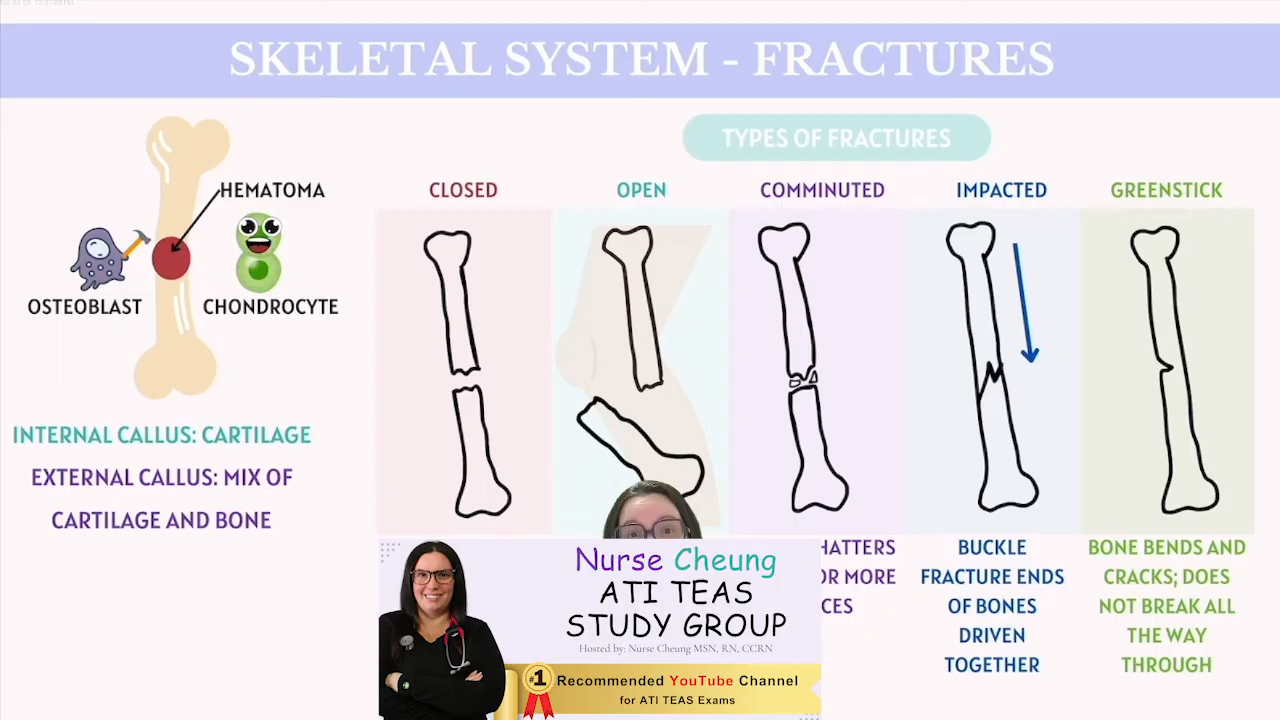 SKELETAL SYSTEM - FRACTURES
TYPES OF FRACTURES
HEMATOMA
OSTEOBLAST
CHONDROCYTE
INTERNAL CALLUS: CARTILAGE
EXTERNAL CALLUS: MIX OF
CARTILAGE AND BONE
CLOSED
OPEN
COMMINUTED
IMPACTED
GREENSTICK
HATTERS
OR MORE
CES
BUCKLE
FRACTURE ENDS
OF BONES
DRIVEN
TOGETHER
BONE BENDS AND
CRACKS; DOES
NOT BREAK ALL
THE WAY
THROUGH
Nurse Cheung
ATI TEAS
STUDY GROUP
Hosted by: Nurse Cheung MSN, RN, CCRN
#1
Recommended YouTube Channel
for ATI TEAS Exams